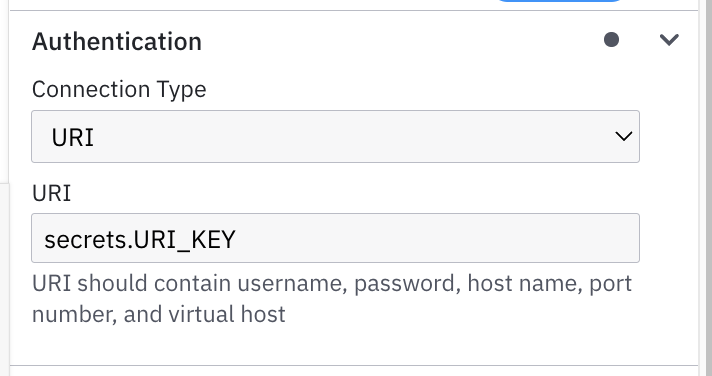 Authentication
Connection Type
URI
URI
secrets.URI_KEY
URI should contain username, password, host name, port
number, and virtual host